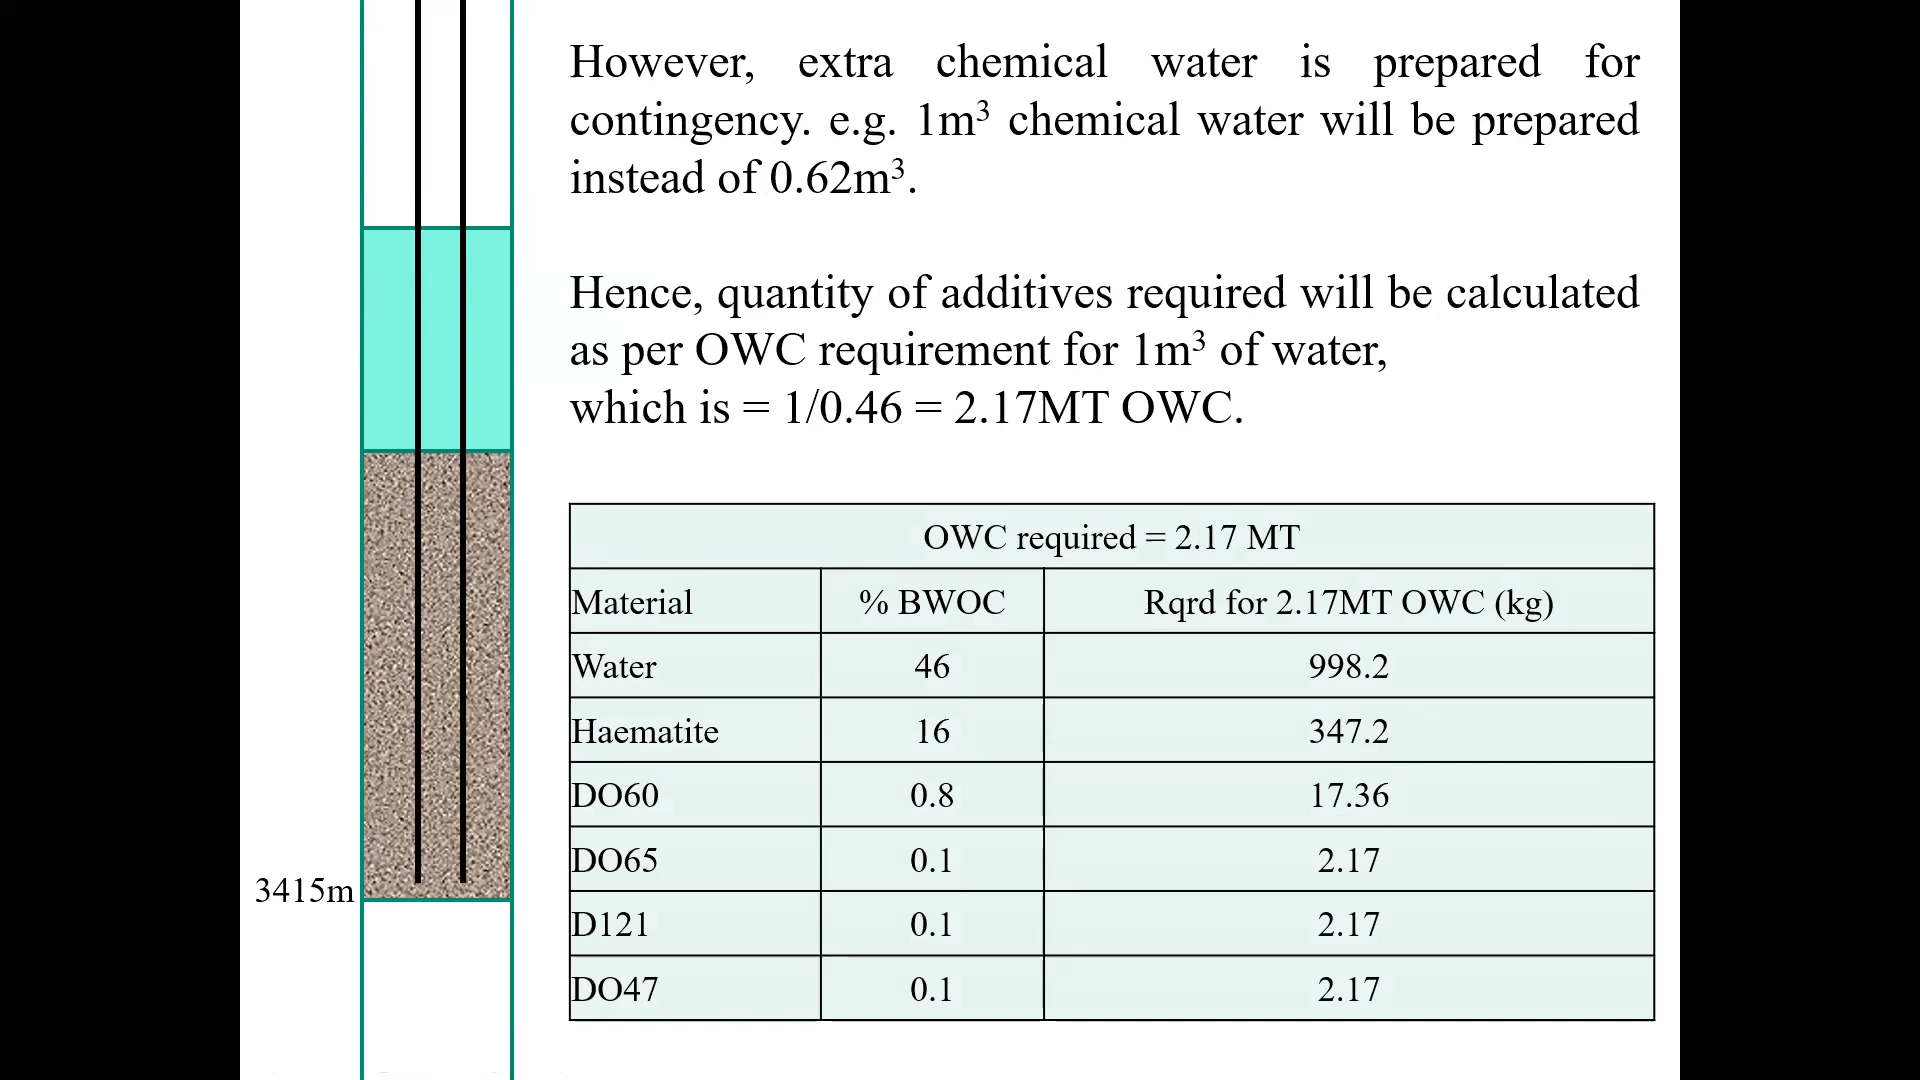 However, extra chemical water is prepared for
contingency. e.g. 1m³ chemical water will be prepared
instead of 0.62m³.
Hence, quantity of additives required will be calculated
as per OWC requirement for 1m³ of water,
which is = 1/0.46 = 2.17MT OWC.
OWC required = 2.17 MT
Material % BWOC Rqrd for 2.17MT OWC (kg)
Water 46 998.2
Haematite 16 347.2
DO60 0.8 17.36
DO65 0.1 2.17
3415m
D121 0.1 2.17
DO47 0.1 2.17